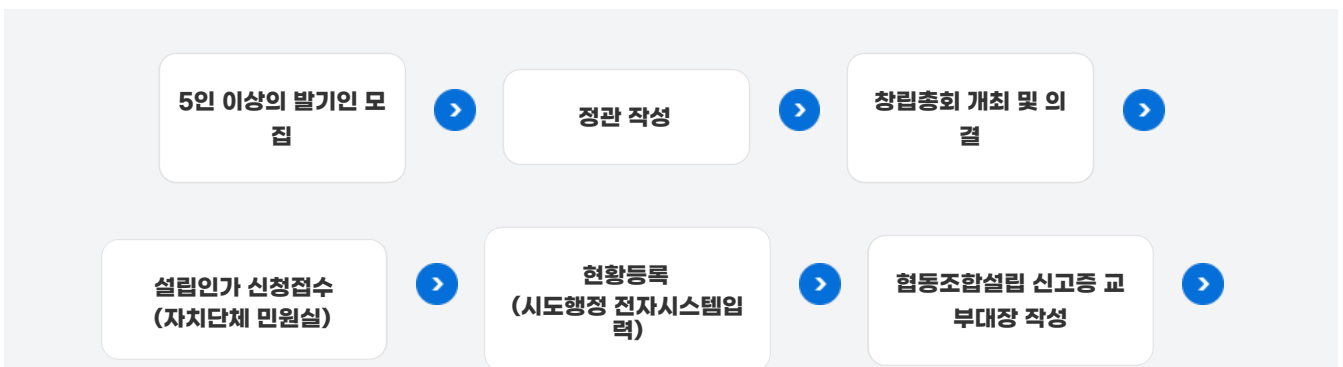 5인 이상의 발기인 모
집
정관 작성
창립총회 개최 및 의
결
설립인가 신청접수
(자치단체 민원실)
현황등록
(시도행정 전자시스템입
력)
협동조합설립 신고증 교
부대장 작성